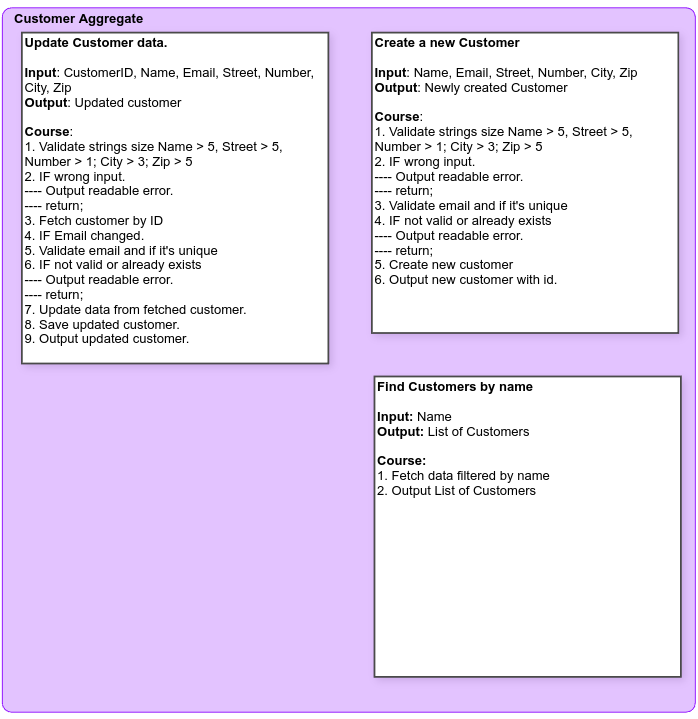 Customer Aggregate
Update Customer data.
Input: CustomerID, Name, Email, Street, Number,
City, Zip
Output: Updated customer
Course:
1. Validate strings size Name > 5, Street > 5,
Number > 1; City > 3; Zip > 5
2. IF wrong input.
---- Output readable error.
---- return;
3. Fetch customer by ID
4. IF Email changed.
5. Validate email and if it's unique
6. IF not valid or already exists
---- Output readable error.
---- return;
7. Update data from fetched customer.
8. Save updated customer.
9. Output updated customer.
Create a new Customer
Input: Name, Email, Street, Number, City, Zip
Output: Newly created Customer
Course:
1. Validate strings size Name > 5, Street > 5,
Number > 1; City > 3; Zip > 5
2. IF wrong input.
---- Output readable error.
---- return;
3. Validate email and if it's unique
4. IF not valid or already exists
---- Output readable error.
---- return;
5. Create new customer
6. Output new customer with id.
Find Customers by name
Input: Name
Output: List of Customers
Course:
1. Fetch data filtered by name
2. Output List of Customers